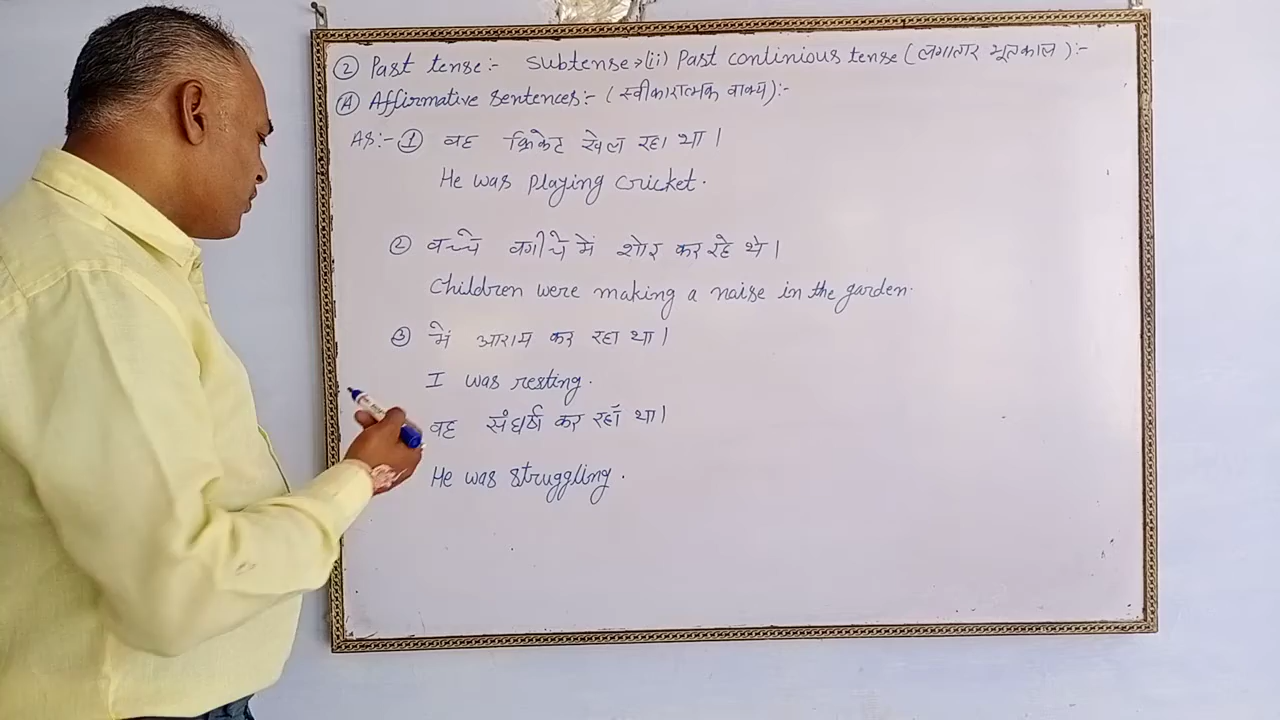 ② Past tense:- Subtense→(ii) Past continious tense (लगातार भूतकाल):-
Ⓐ Affirmative sentences:- (स्वीकारात्मक वाक्य):-
As:- ① वह क्रिकेट खेल रहा था।
He was playing cricket.
② बच्चे वगीचे में शोर कर रहे थे।
Children were making a naise in the garden.
③ में आराम कर रहा था।
I was resting.
वह संघर्ष कर रहाँ था।
He was struggling.